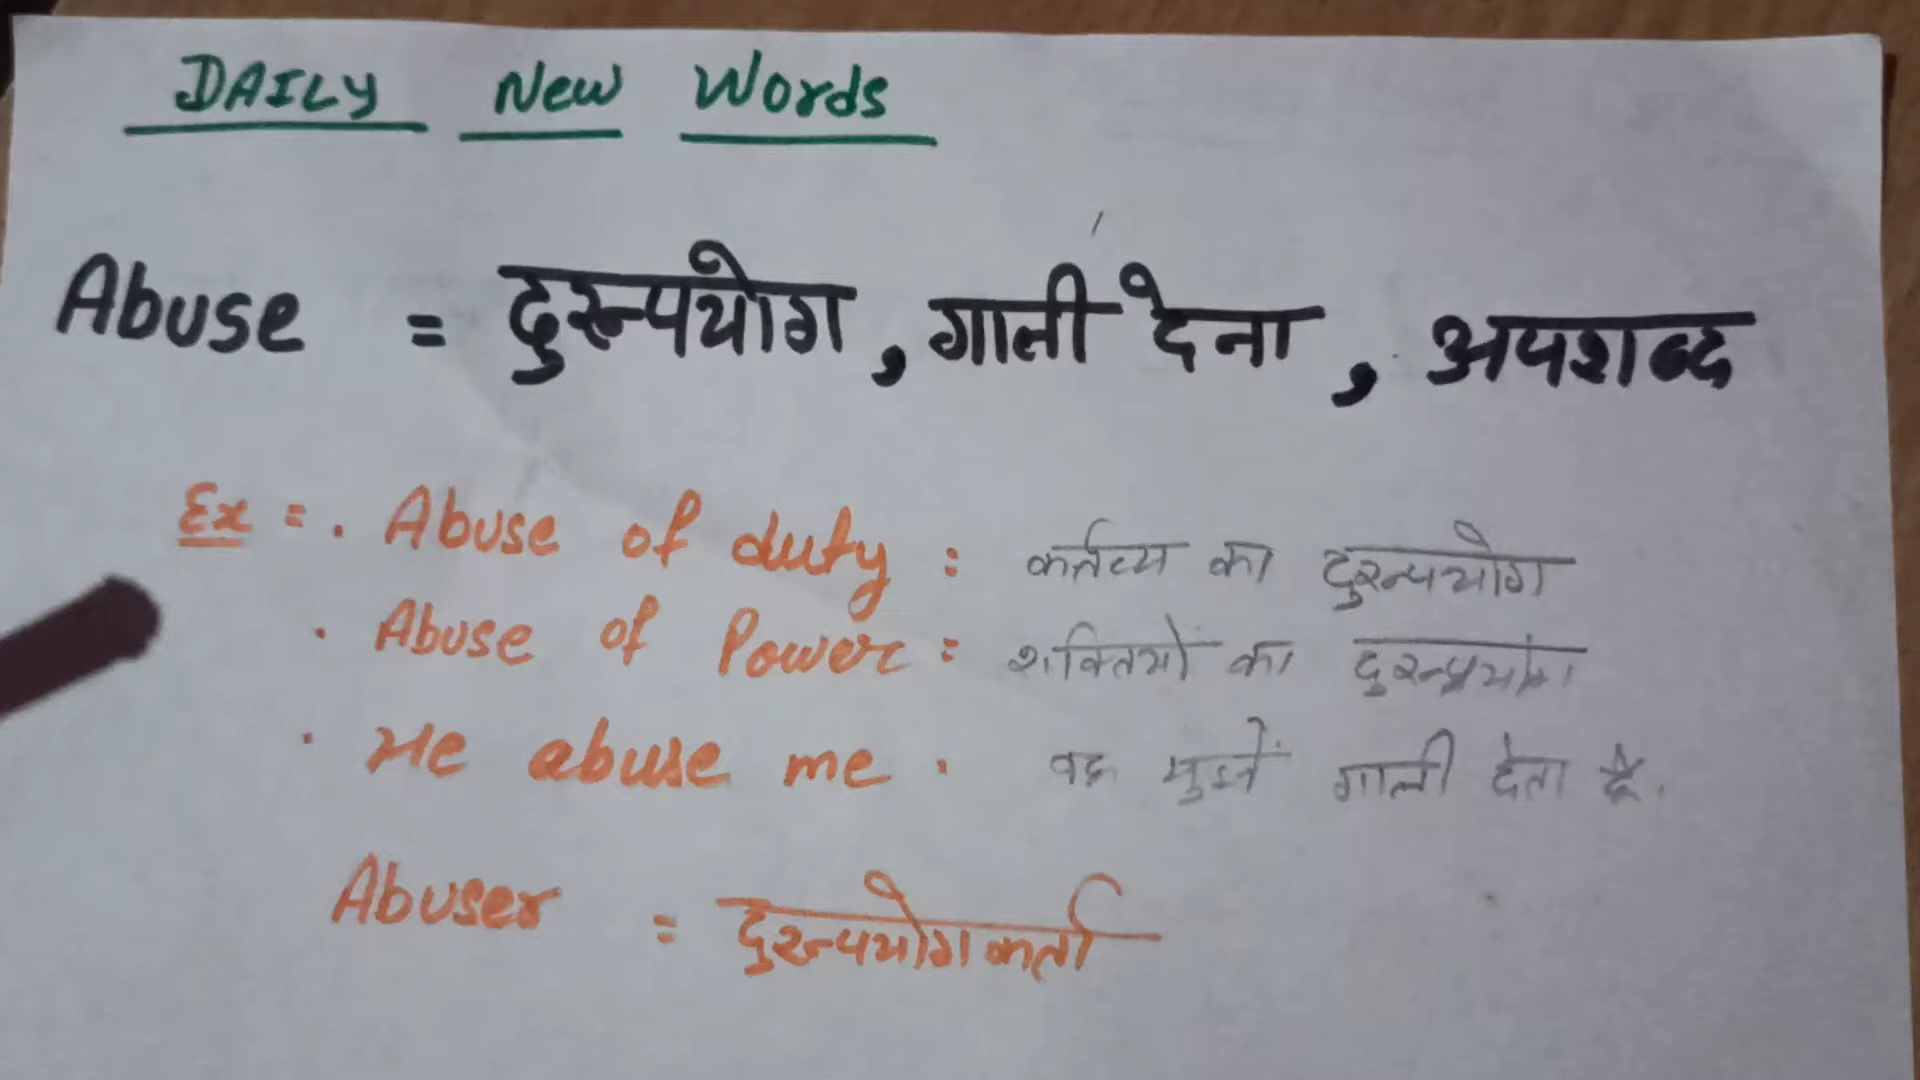 DAILY New Words
Abuse = दुरूपयोग, गाली देना, अपशब्द
Ex = . Abuse of duty : कर्तव्य का दुरूपयोग
. Abuse of Power : शक्तियों का दुरूपयोग
. He abuse me . वह मुझे गाली देता है.
Abuser = दुरूपयोगकर्ता